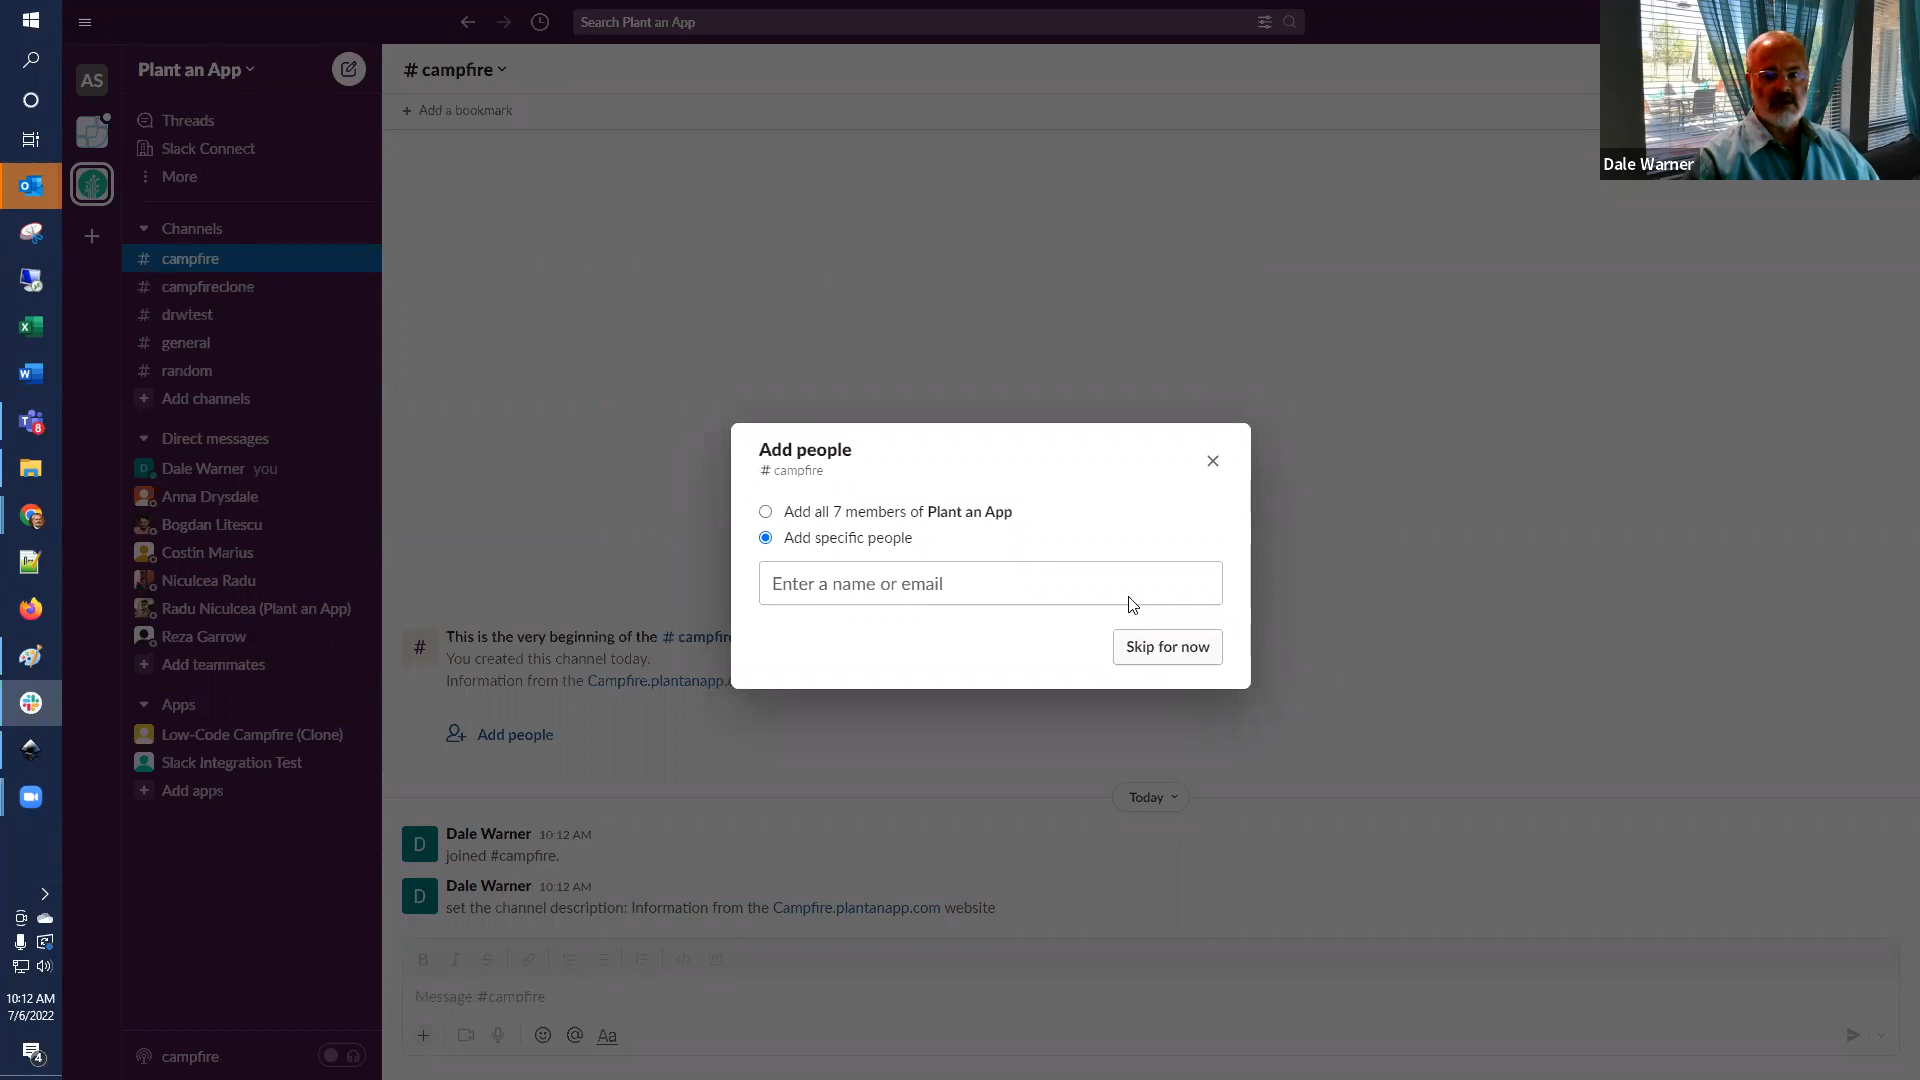 Search Plant an App
AS
Plant an App
# campfire
Add a bookmark
Threads
Slack Connect
More
Channels
# campfire
# campfireclone
# drwtest
# general
# random
+ Add channels
Direct messages
D Dale Warner you
Anna Drysdale
Bogdan Litescu
Costin Marius
Niculcea Radu
Radu Niculcea (Plant an App)
Reza Garrow
+ Add teammates
Apps
Low-Code Campfire (Clone)
Slack Integration Test
+ Add apps
campfire
Dale Warner
Add people
# campfire
Add all 7 members of Plant an App
Add specific people
Enter a name or email
Skip for now
# This is the very beginning of the # campfire
You created this channel today.
Information from the Campfire.plantanapp.
Add people
Today
D Dale Warner 10:12 AM
joined #campfire.
D Dale Warner 10:12 AM
set the channel description: Information from the Campfire.plantanapp.com website
Message #campfire
Aa
8
10:12 AM
7/6/2022
4